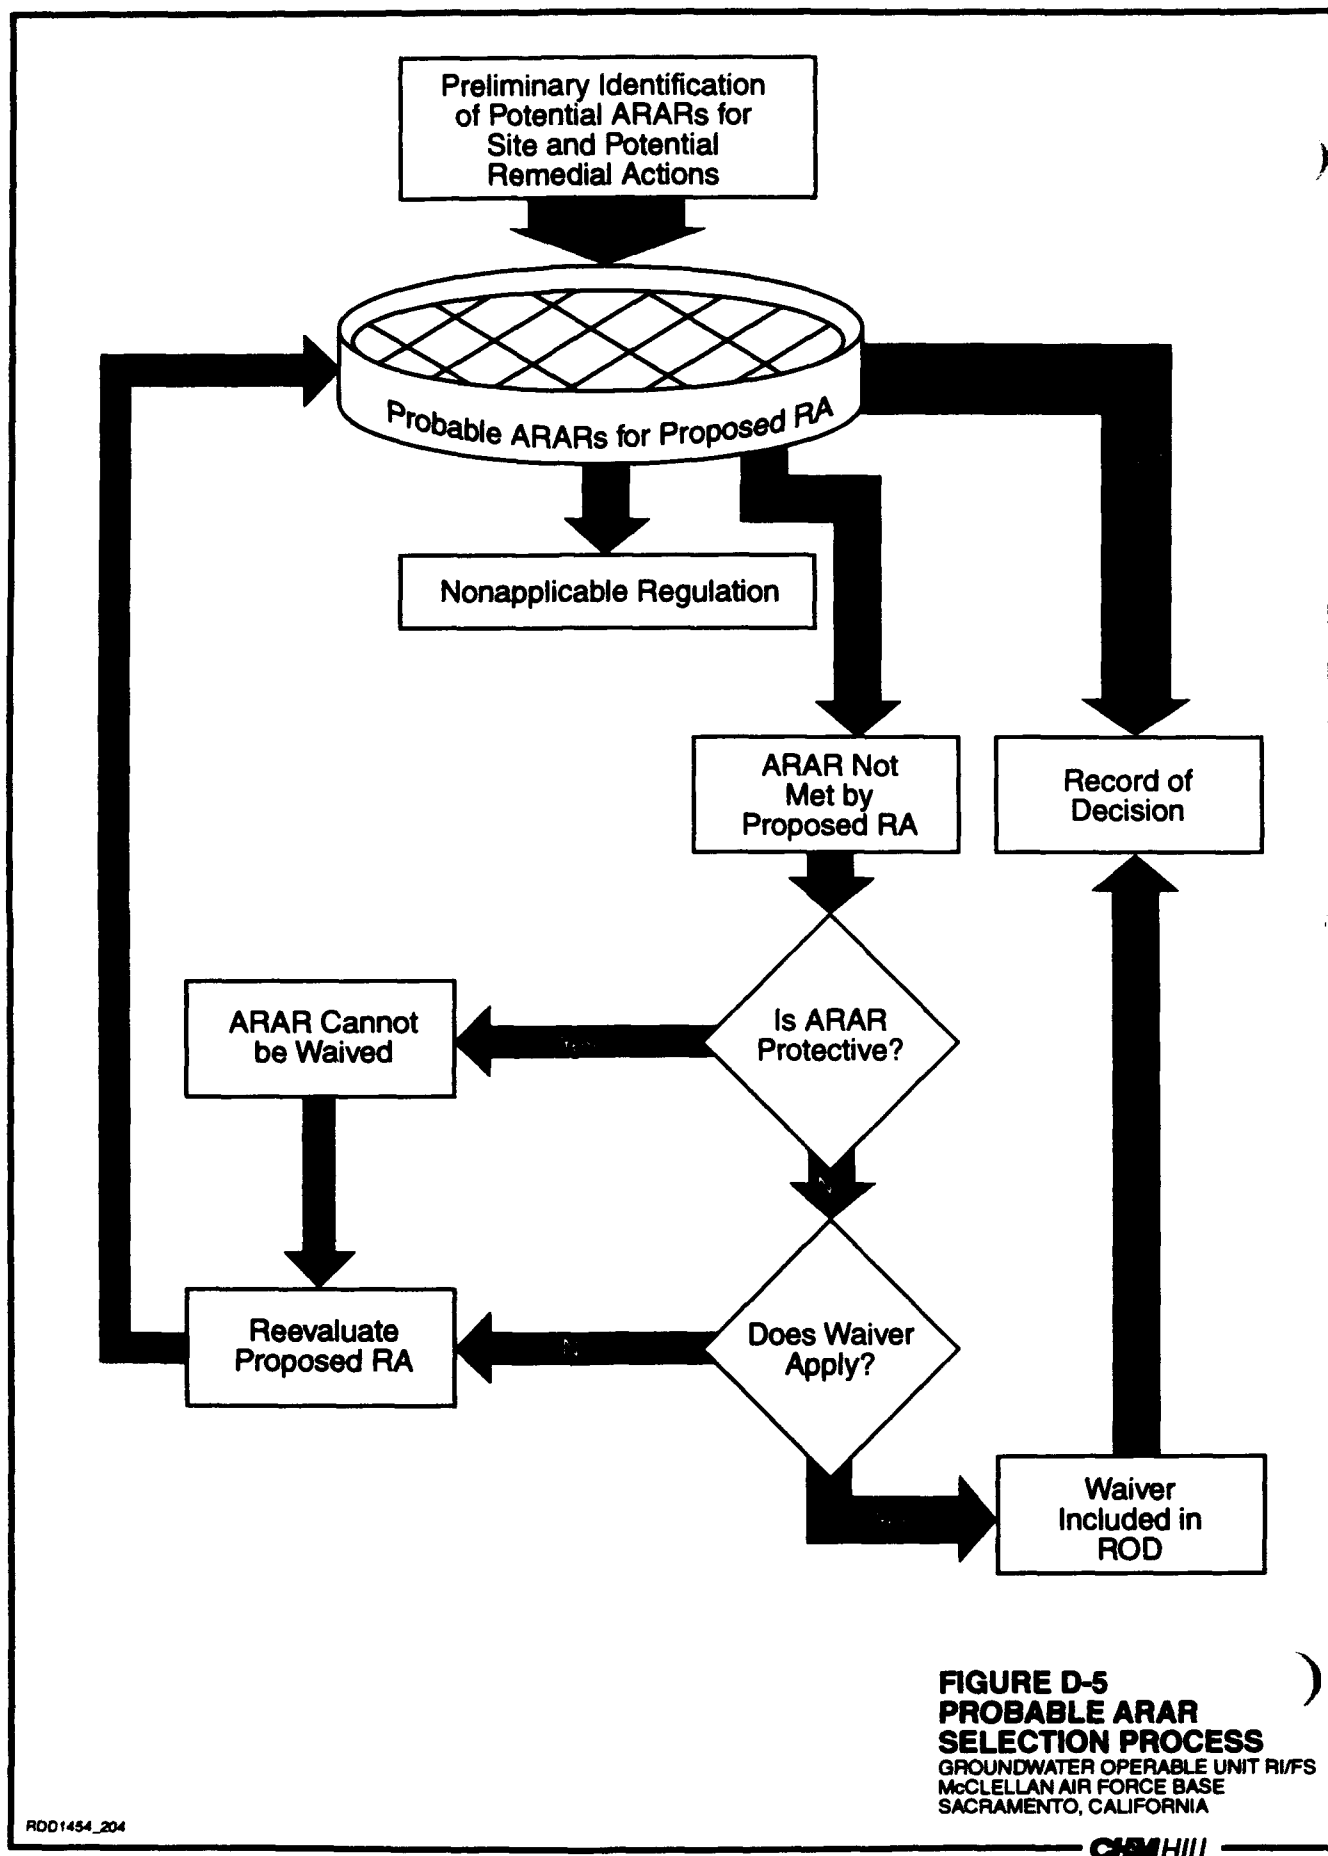 Preliminary Identification
of Potential ARARs for
Site and Potential
Remedial Actions
Probable ARARs for Proposed RA
Nonapplicable Regulation
ARAR Not
Met by
Proposed RA
Record of
Decision
Is ARAR
Protective?
ARAR Cannot
be Waived
Does Waiver
Apply?
Reevaluate
Proposed RA
Waiver
Included in
ROD
FIGURE D-5
PROBABLE ARAR
SELECTION PROCESS
GROUNDWATER OPERABLE UNIT RI/FS
McCLELLAN AIR FORCE BASE
SACRAMENTO, CALIFORNIA
RDD1454_204
CH2M HILL